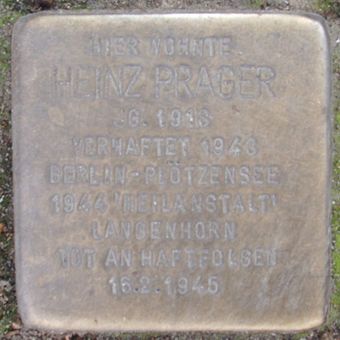 HIER WOHNTE
HEINZ PRAGER
JG. 1913
VERHAFTET 1943
BERLIN-PLÖTZENSEE
1944 'HEILANSTALT'
LANGENHORN
TOT AN HAFTFOLGEN
16.2.1945